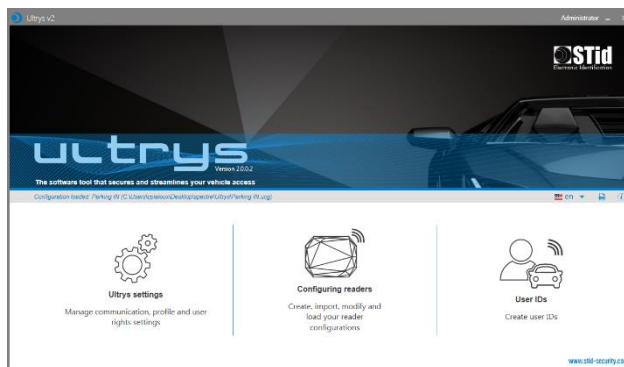 Ultrys v2
Administrator
STid
Electronic Identification
ultrys
Version 2.0.0.2
The software tool that secures and streamlines your vehicle access
en
Ultrys settings
Manage communication, profile and user
rights settings
Configuring readers
Create, import, modify and
load your reader
configurations
User IDs
Create user IDs
www.stid-security.co